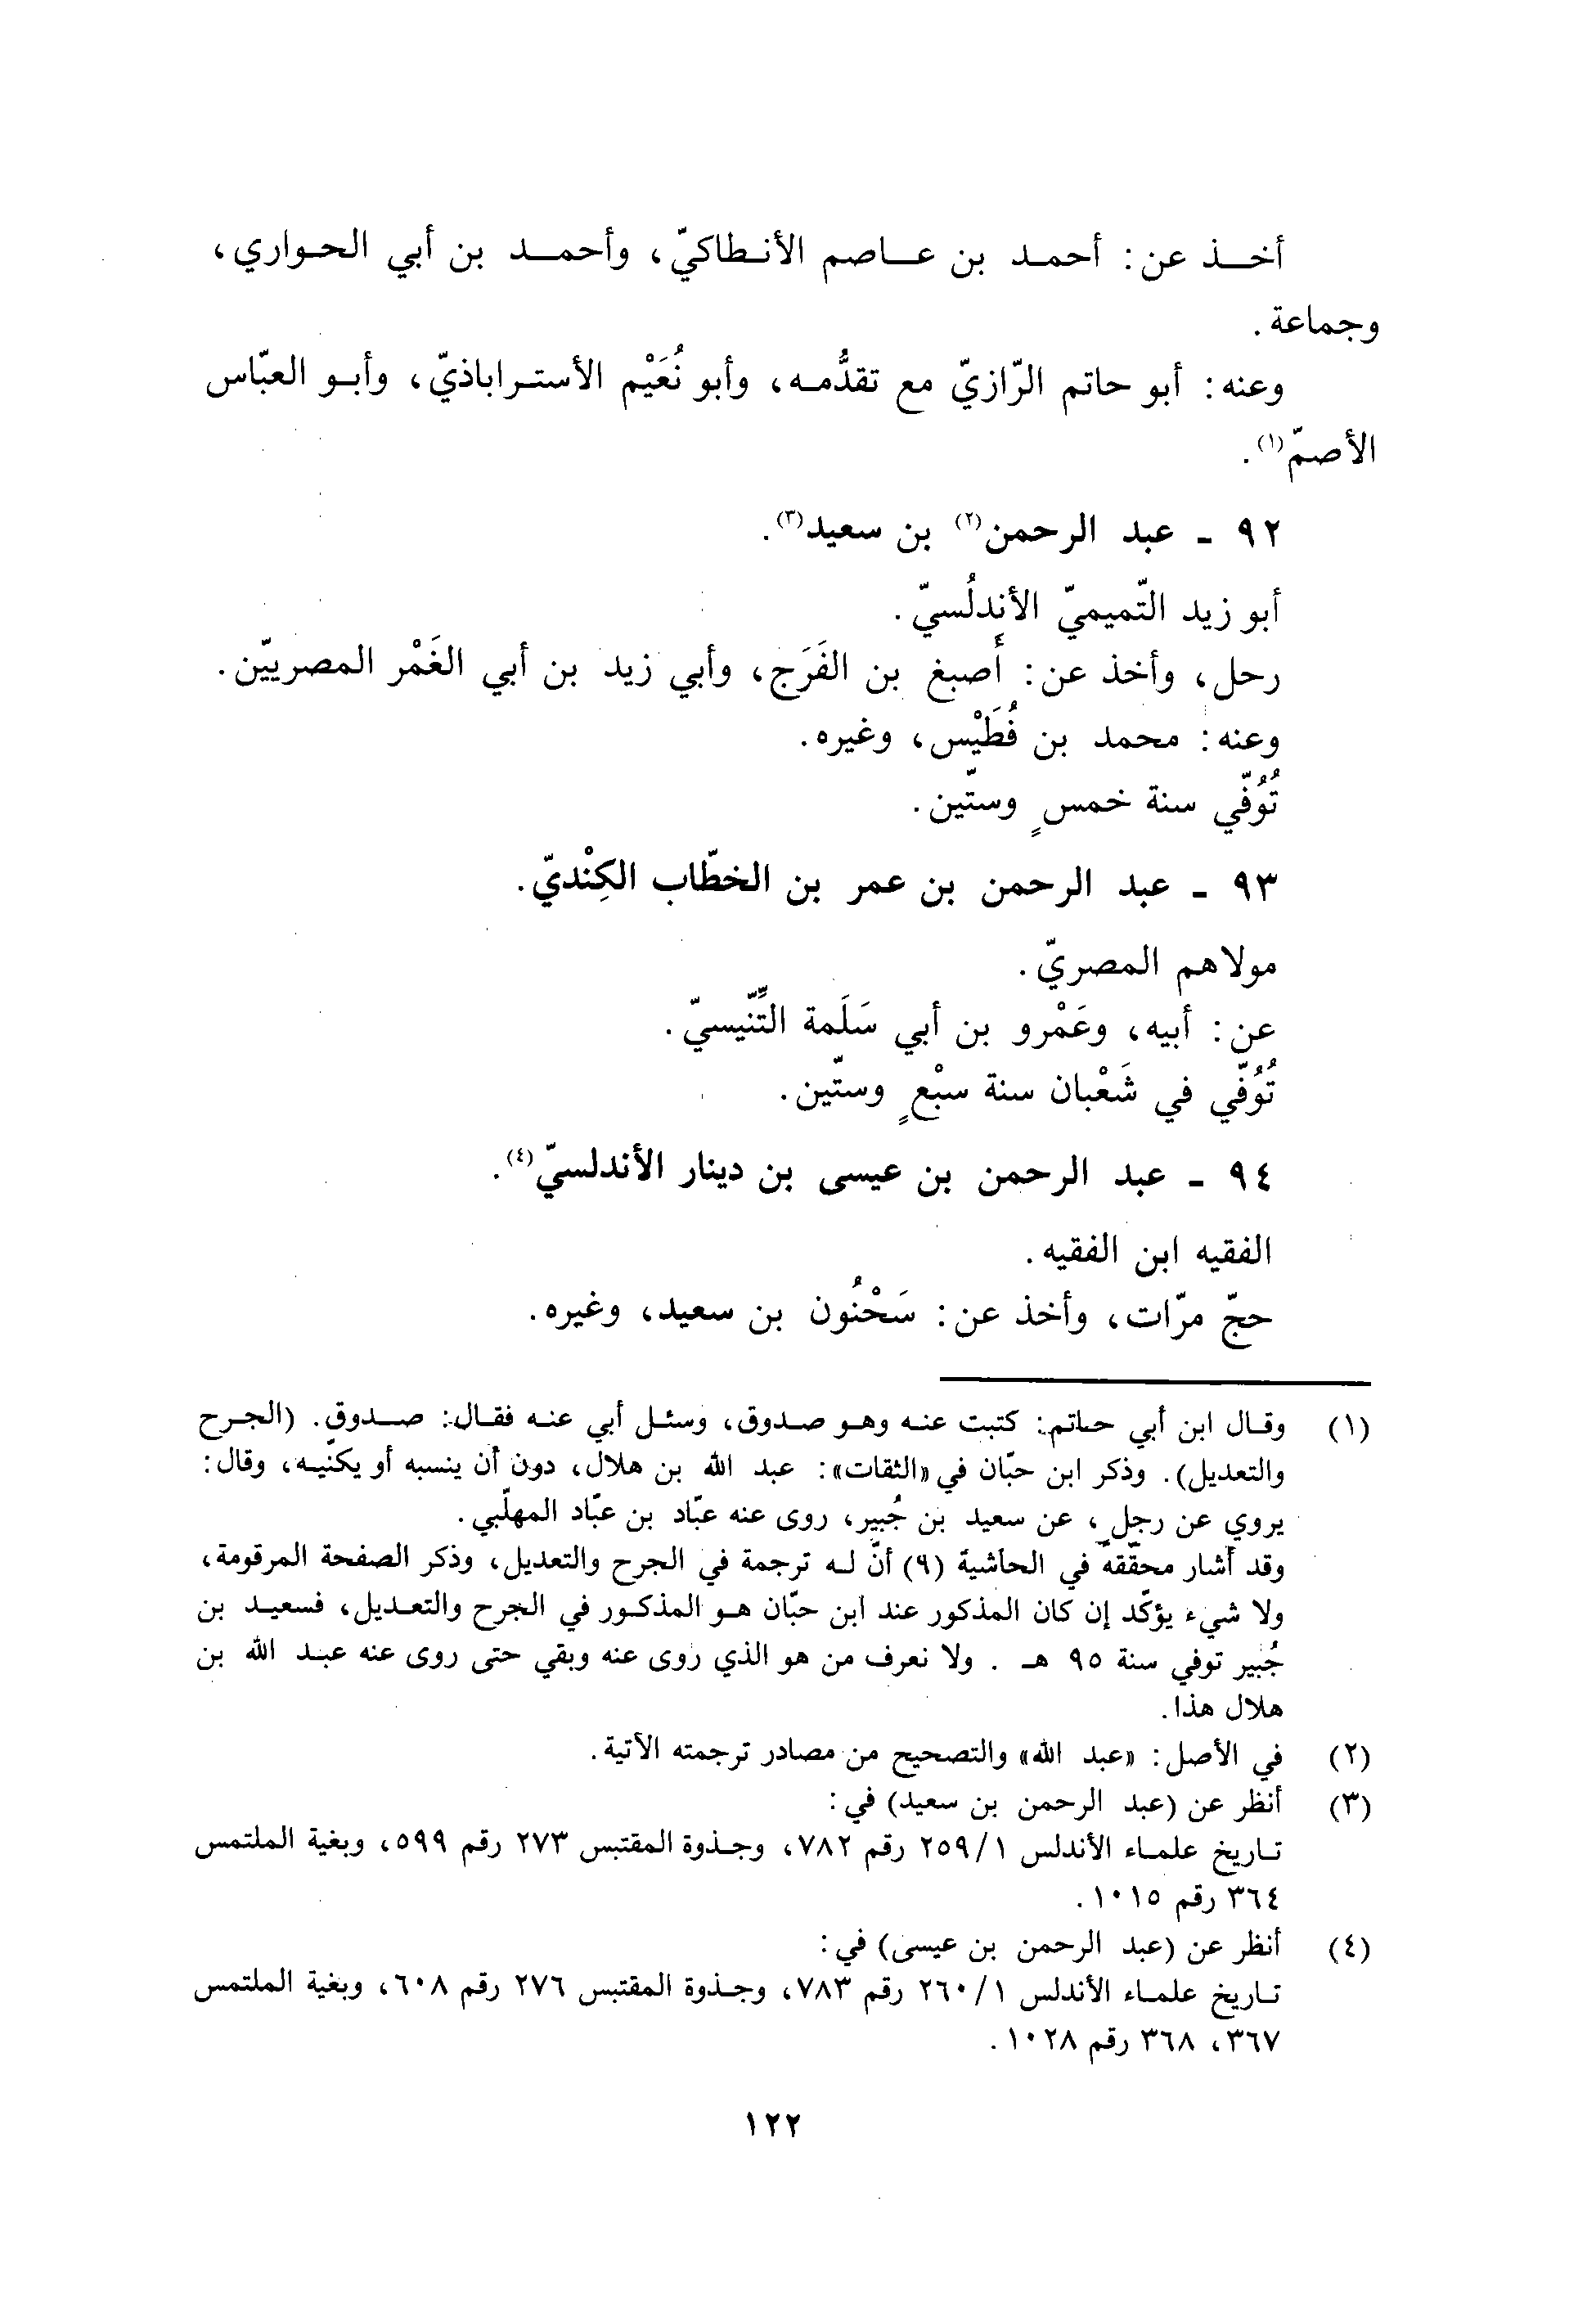 أخذ عن: أحمد بن عاصم الأنطاكيّ، وأحمد بن أبي الحواري،
وجماعة.
وعنه: أبو حاتم الرّازيّ مع تقدُّمه، وأبو نُعَيْم الأستراباذيّ، وأبو العبّاس
الأصمّ(١).
٩٢ ـ عبد الرحمن(٢) بن سعيد(٣).
أبو زيد التّميميّ الأندلُسيّ.
رحل، وأخذ عن: أَصبغ بن الفَرَج، وأبي زيد بن أبي الغَمْر المصريّين.
وعنه: محمد بن فُطَيْس، وغيره.
تُوُفّي سنة خمسٍ وستّين.
٩٣ ـ عبد الرحمن بن عمر بن الخطّاب الكِنْديّ.
مولاهم المصريّ.
عن: أبيه، وعَمْرو بن أبي سَلَمة التِّنّيسيّ.
تُوُفّي في شَعْبان سنة سبْعٍ وستّين.
٩٤ ـ عبد الرحمن بن عيسى بن دينار الأندلسيّ(٤).
الفقيه ابن الفقيه.
حجّ مرّات، وأخذ عن: سَحْنُون بن سعيد، وغيره.
(١) وقال ابن أبي حاتم: كتبت عنه وهو صدوق، وسئل أبي عنه فقال: صدوق. (الجرح
والتعديل). وذكر ابن حبّان في «الثقات»: عبد الله بن هلال، دون أن ينسبه أو يكنّيه، وقال:
يروي عن رجلٍ، عن سعيد بن جُبير، روى عنه عبّاد بن عبّاد المهلّبي.
وقد أشار محقّقه في الحاشية (٩) أنّ له ترجمة في الجرح والتعديل، وذكر الصفحة المرقومة،
ولا شيء يؤكّد إن كان المذكور عند ابن حبّان هو المذكور في الجرح والتعديل، فسعيد بن
جُبير توفي سنة ٩٥ هـ . ولا نعرف من هو الذي روى عنه وبقي حتى روى عنه عبد الله بن
هلال هذا.
(٢) في الأصل: «عبد الله» والتصحيح من مصادر ترجمته الآتية.
(٣) أنظر عن (عبد الرحمن بن سعيد) في:
تاريخ علماء الأندلس ١/٢٥٩ رقم ٧٨٢، وجذوة المقتبس ٢٧٣ رقم ٥٩٩، وبغية الملتمس
٣٦٤ رقم ١٠١٥.
(٤) أنظر عن (عبد الرحمن بن عيسى) في:
تاريخ علماء الأندلس ١/٢٦٠ رقم ٧٨٣، وجذوة المقتبس ٢٧٦ رقم ٦٠٨، وبغية الملتمس
٣٦٧، ٣٦٨ رقم ١٠٢٨.
١٢٢